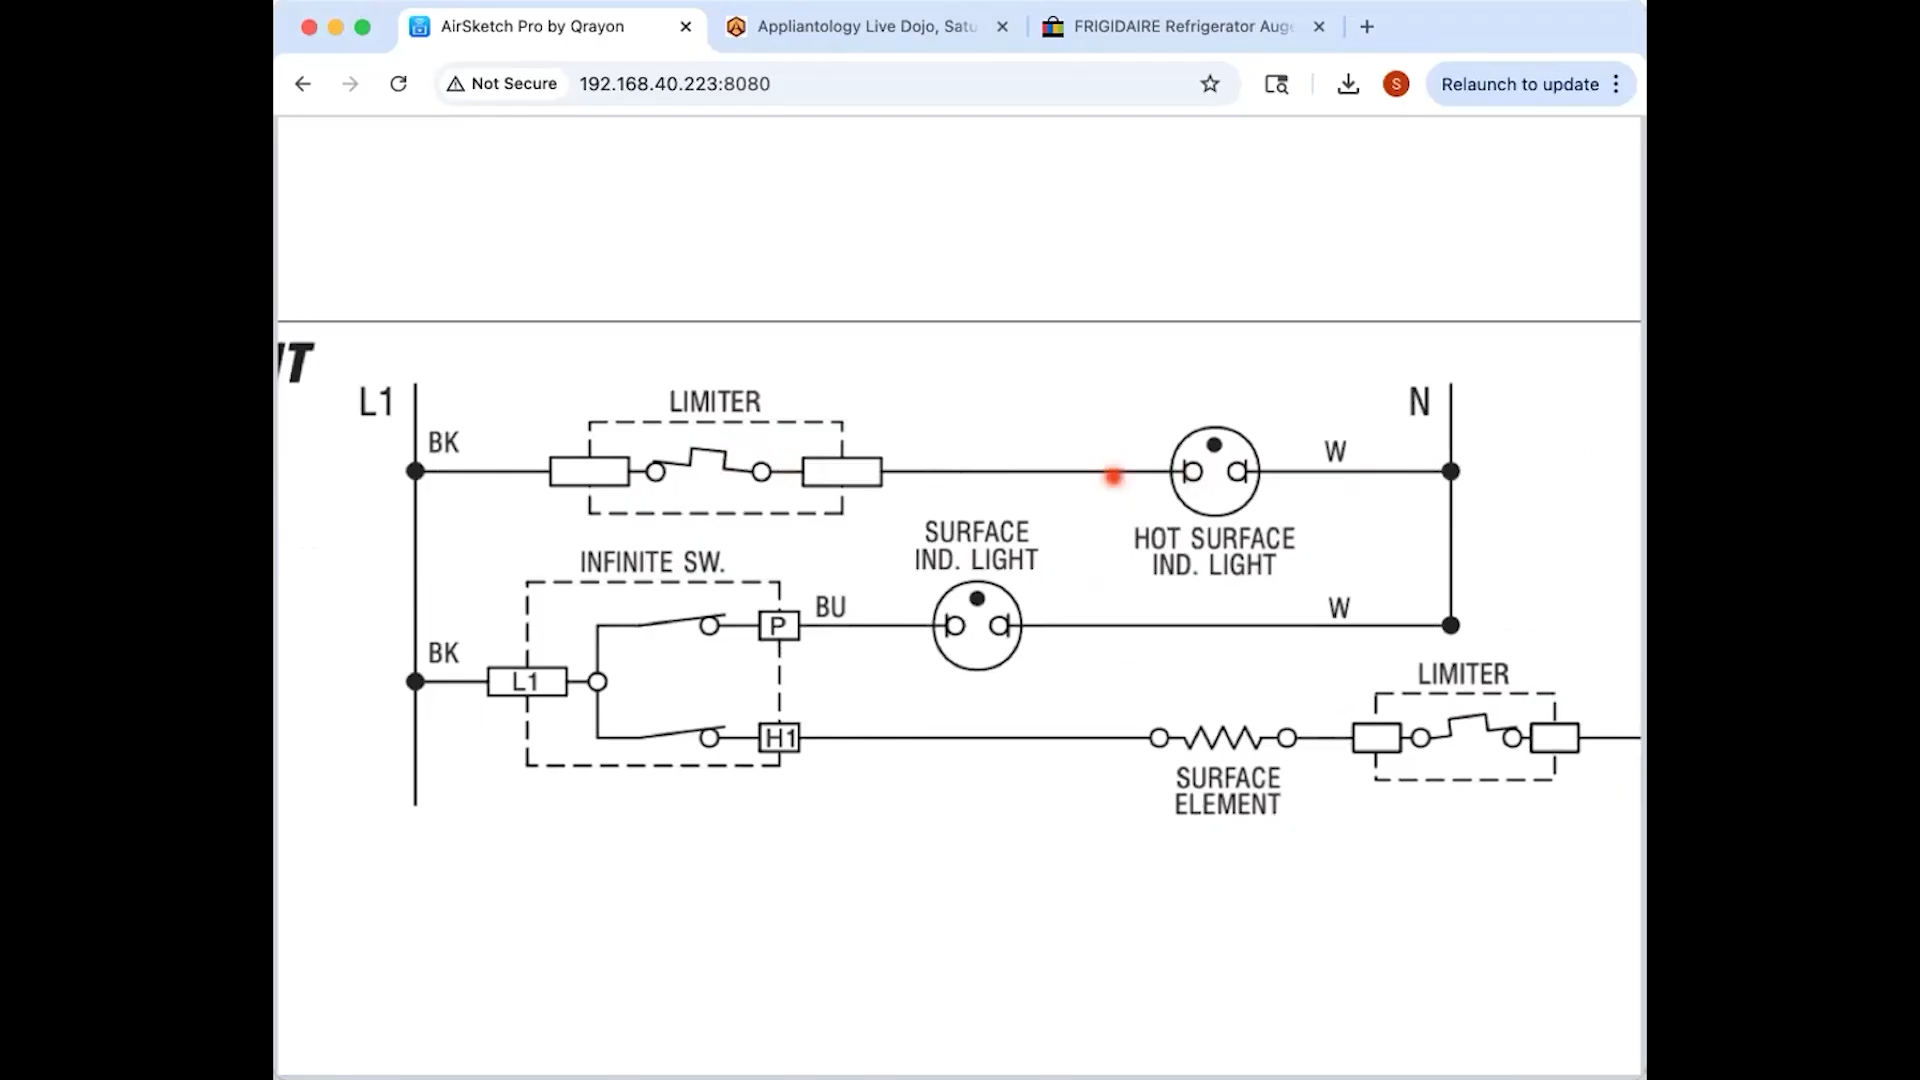 AirSketch Pro by Qrayon
Appliantology Live Dojo, Satu
FRIGIDAIRE Refrigerator Auge
Not Secure
192.168.40.223:8080
S
Relaunch to update
IT
L1
N
LIMITER
BK
W
SURFACE
IND. LIGHT
HOT SURFACE
IND. LIGHT
INFINITE SW.
P
BU
W
BK
L1
LIMITER
H1
SURFACE
ELEMENT